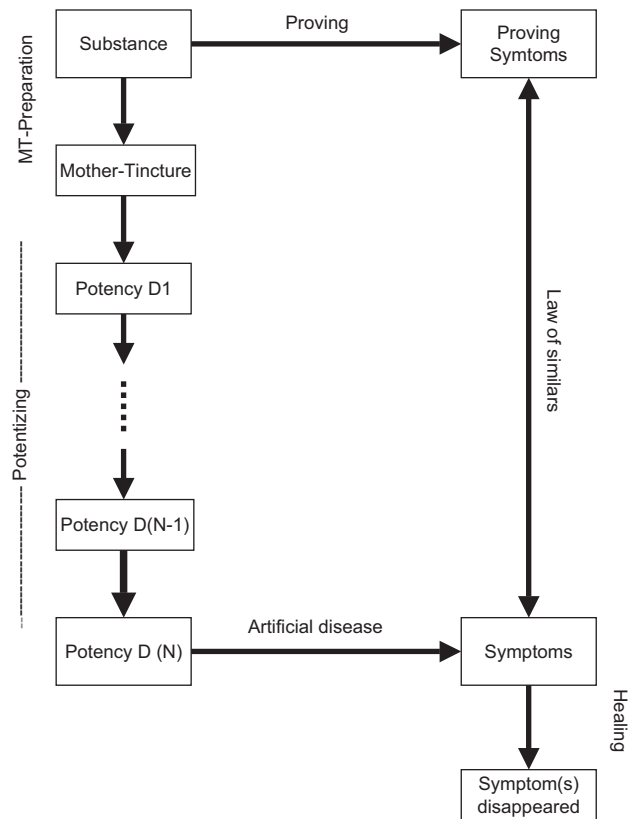 Substance
Proving
Proving
Symtoms
MT-Preparation
Mother-Tincture
Potency D1
Law of similars
Potentizing
Potency D(N-1)
Potency D (N)
Artificial disease
Symptoms
Healing
Symptom(s)
disappeared